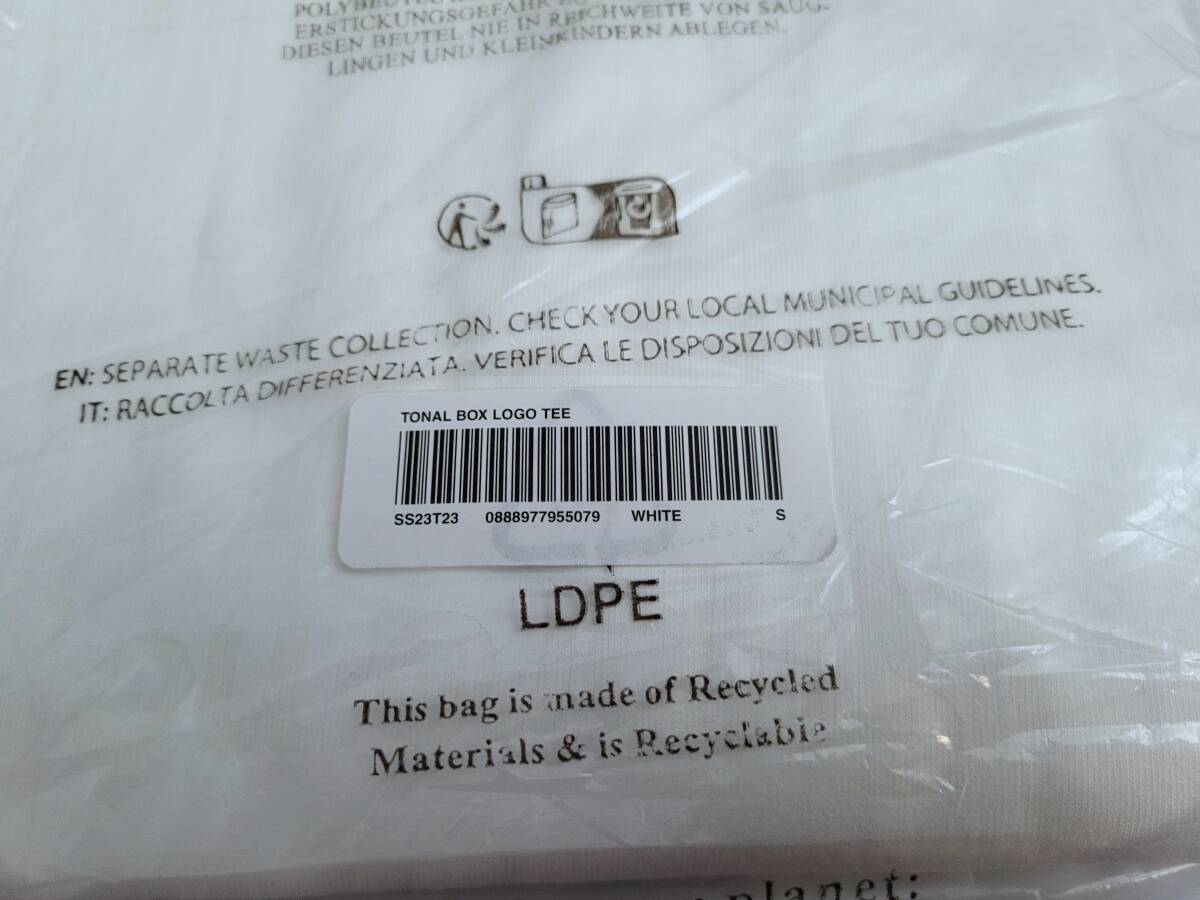 POLYBEUTEL
ERSTICKUNGSGEFAHR
DIESEN BEUTEL NIE IN REICHWEITE VON SÄUG-
LINGEN UND KLEINKINDERN ABLEGEN.
EN: SEPARATE WASTE COLLECTION. CHECK YOUR LOCAL MUNICIPAL GUIDELINES.
IT: RACCOLTA DIFFERENZIATA. VERIFICA LE DISPOSIZIONI DEL TUO COMUNE.
TONAL BOX LOGO TEE
SS23T23 0888977955079 WHITE S
LDPE
This bag is made of Recycled
Materials & is Recyclable
planet: